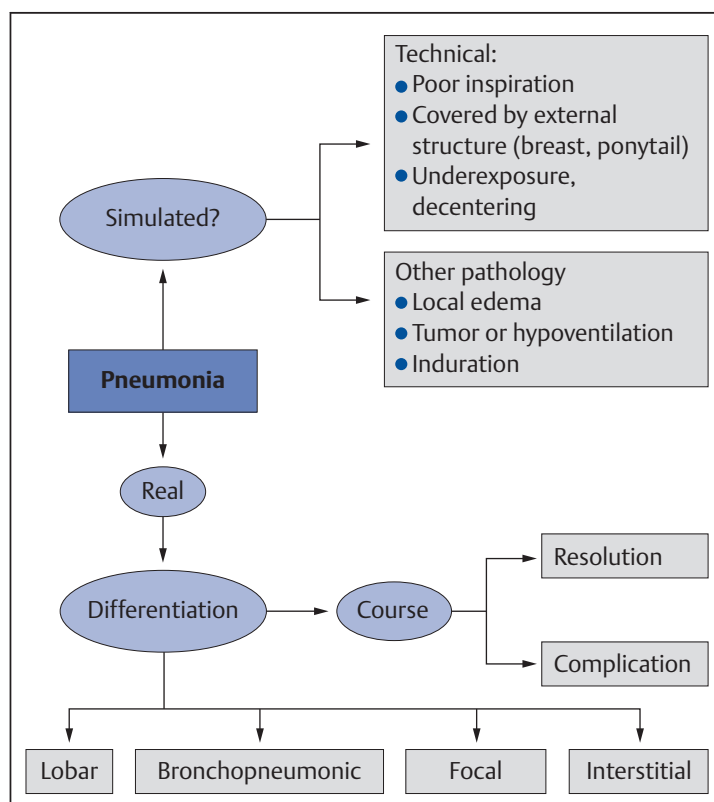 Technical:
● Poor inspiration
● Covered by external
structure (breast, ponytail)
● Underexposure,
decentering
Simulated?
Other pathology
● Local edema
● Tumor or hypoventilation
● Induration
Pneumonia
Real
Resolution
Differentiation
Course
Complication
Lobar
Bronchopneumonic
Focal
Interstitial